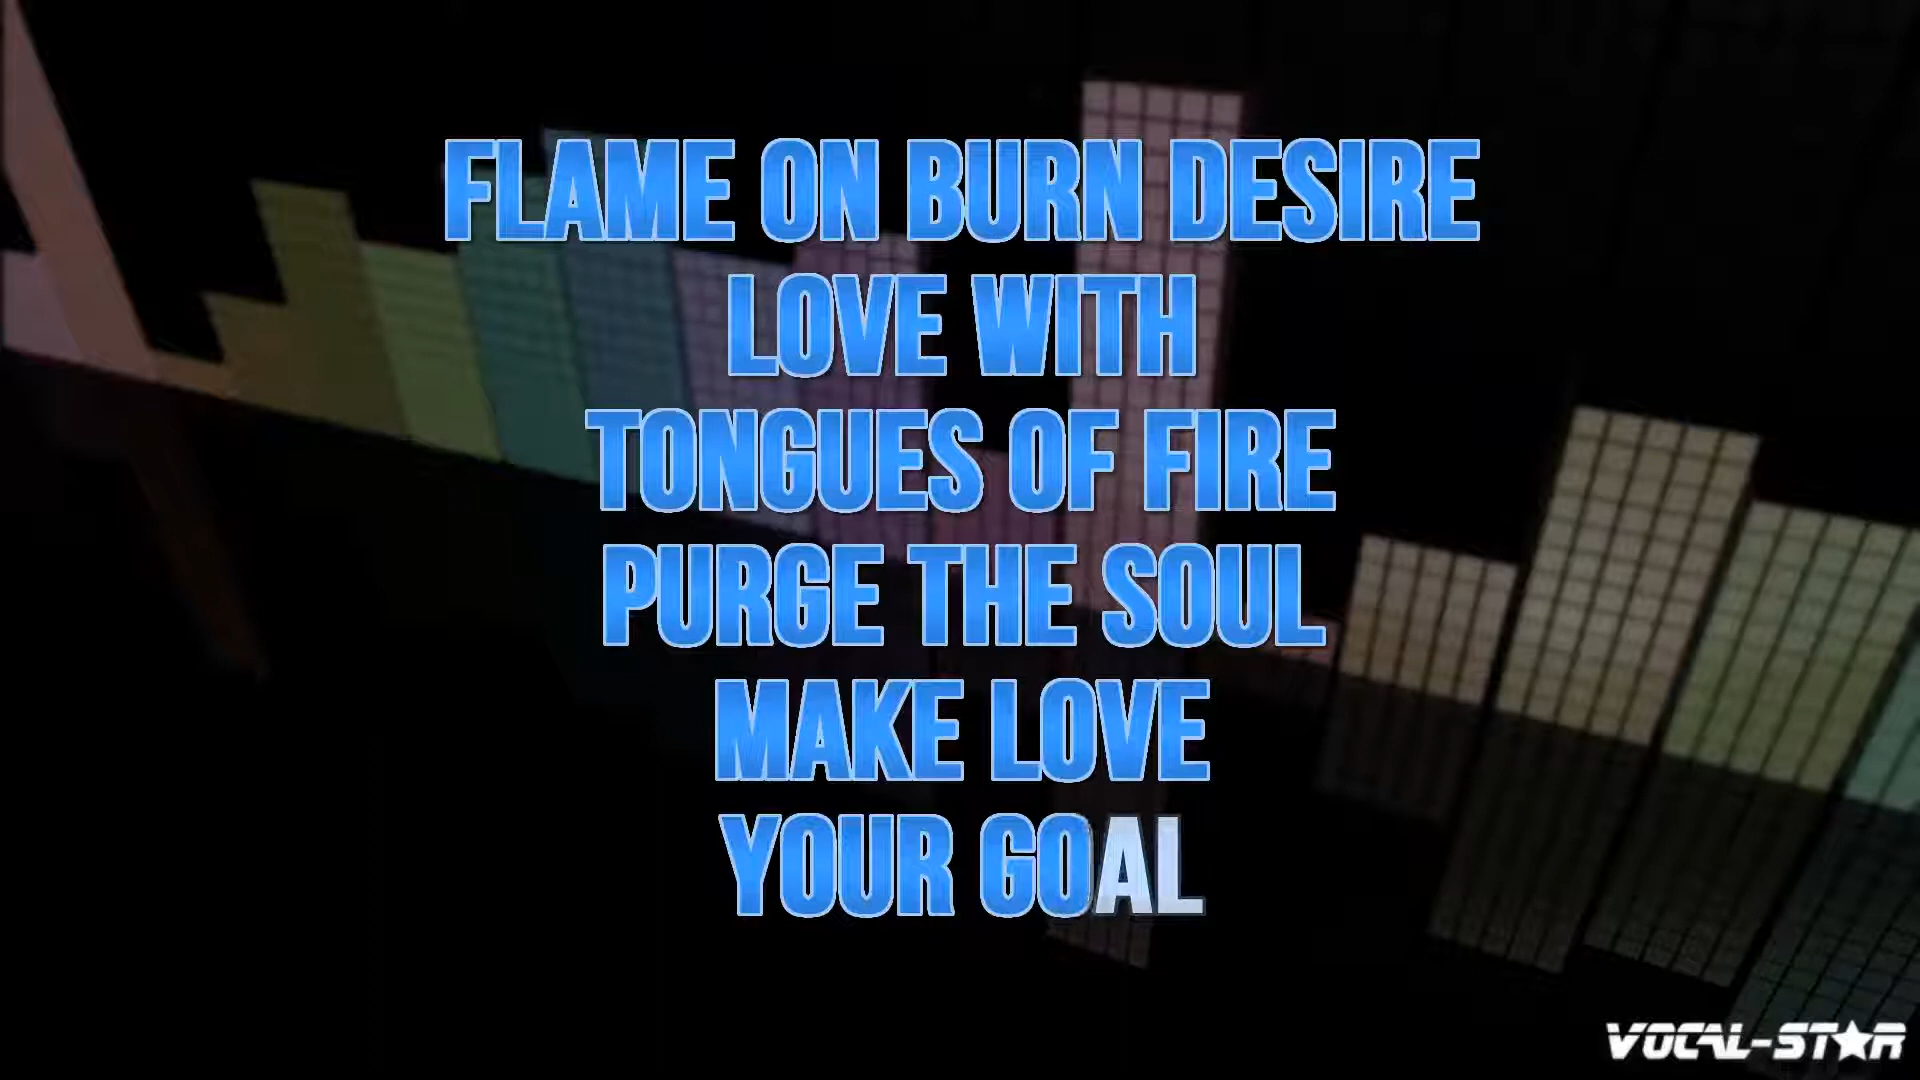 FLAME ON BURN DESIRE
LOVE WITH
TONGUES OF FIRE
PURGE THE SOUL
MAKE LOVE
YOUR GOAL
VOCAL-STAR